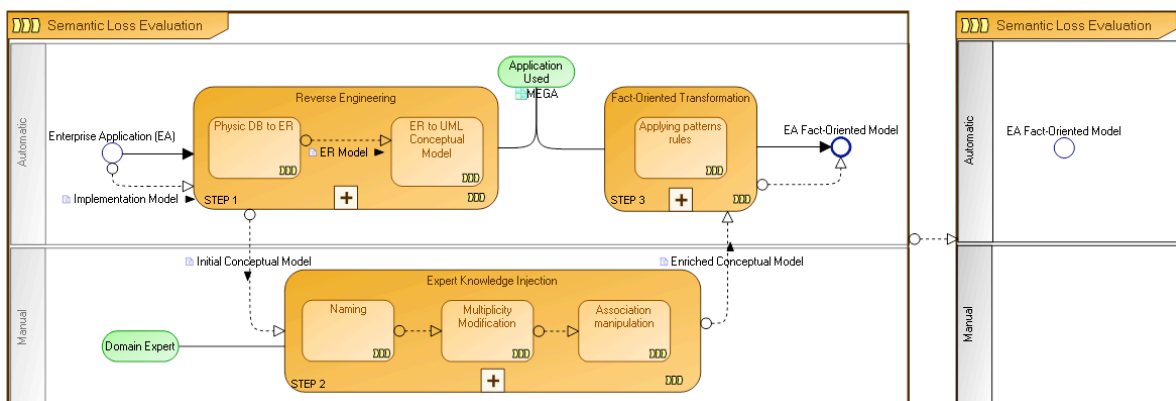 Semantic Loss Evaluation
Semantic Loss Evaluation
Automatic
Application
Used
MEGA
Reverse Engineering
Fact-Oriented Transformation
Enterprise Application (EA)
Physic DB to ER
ER to UML
Conceptual
Model
ER Model
Applying patterns
rules
EA Fact-Oriented Model
Implementation Model
STEP 1
STEP 3
Automatic
EA Fact-Oriented Model
Manual
Initial Conceptual Model
Enriched Conceptual Model
Expert Knowledge Injection
Naming
Multiplicity
Modification
Association
manipulation
Domain Expert
STEP 2
Manual